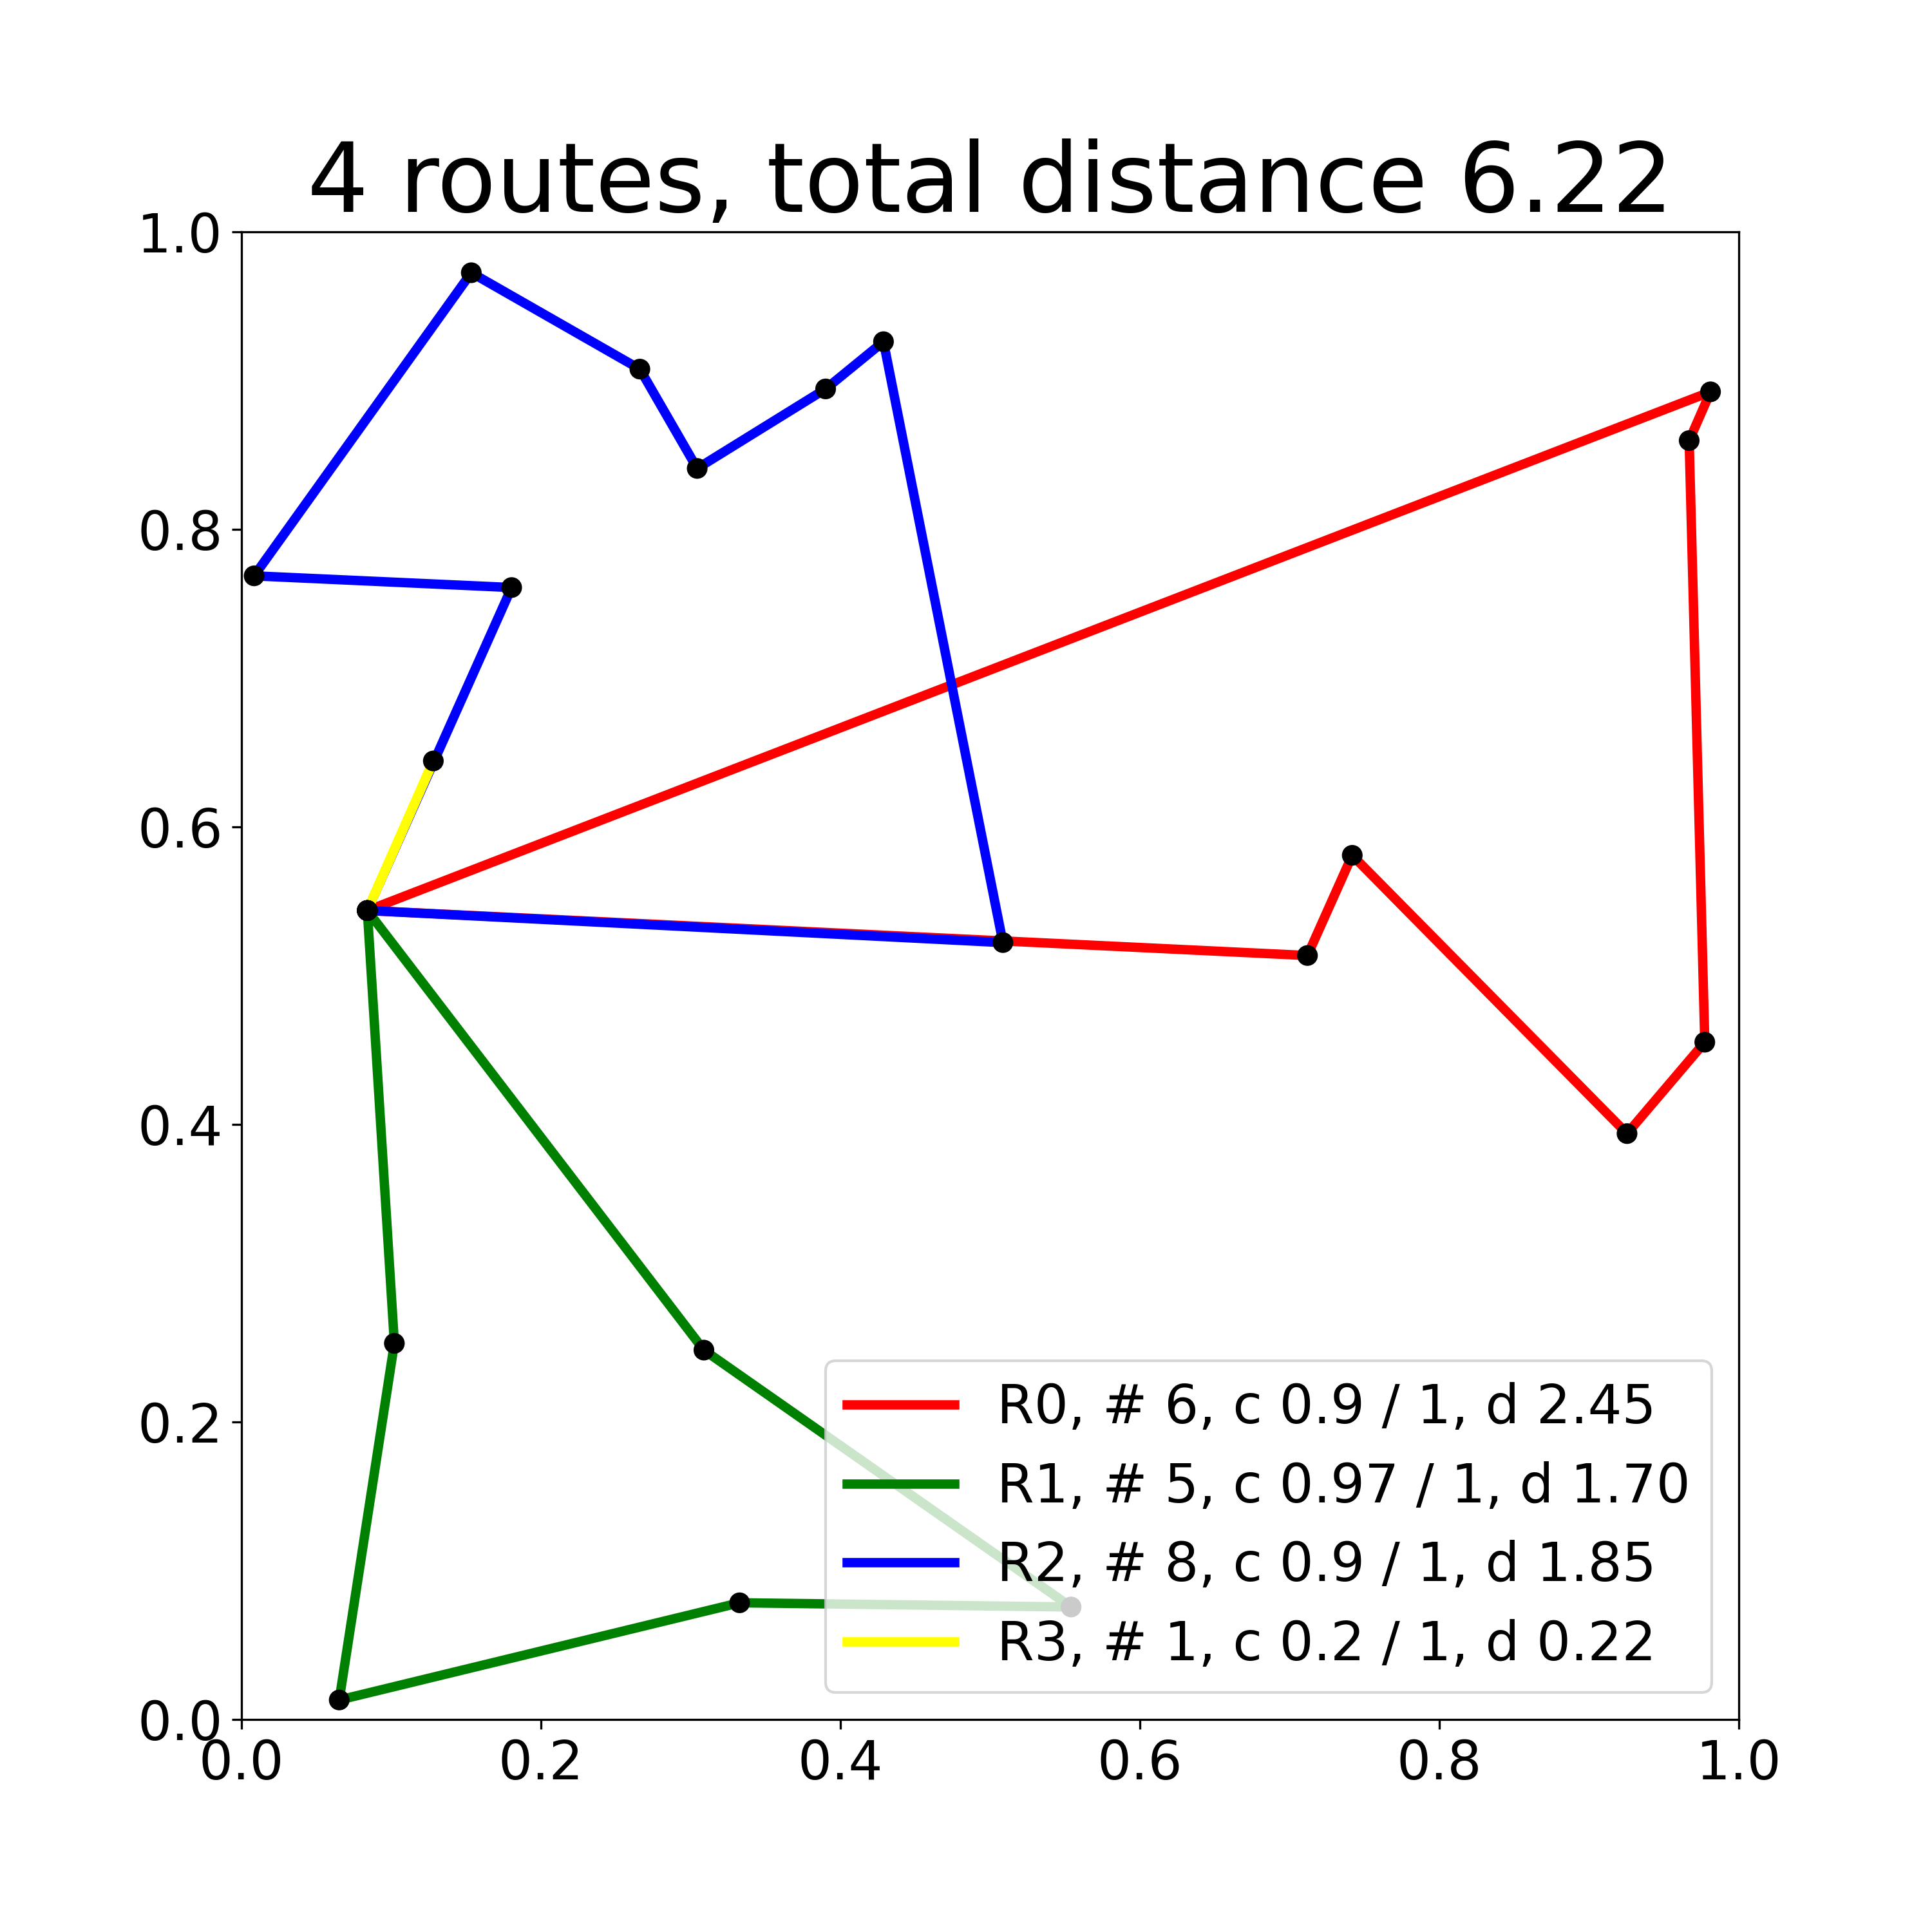 4 routes, total distance 6.22
1.0
0.8
0.6
0.4
0.2
0.0
R0, # 6, c 0.9 / 1, d 2.45
R1, # 5, c 0.97 / 1, d 1.70
R2, # 8, c 0.9 / 1, d 1.85
R3, # 1, c 0.2 / 1, d 0.22
0.0 0.2 0.4 0.6 0.8 1.0